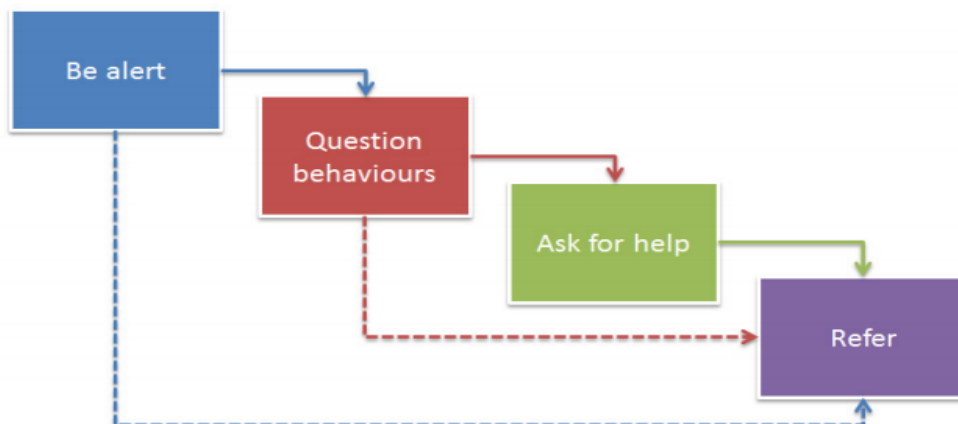 Be alert
Question
behaviours
Ask for help
Refer